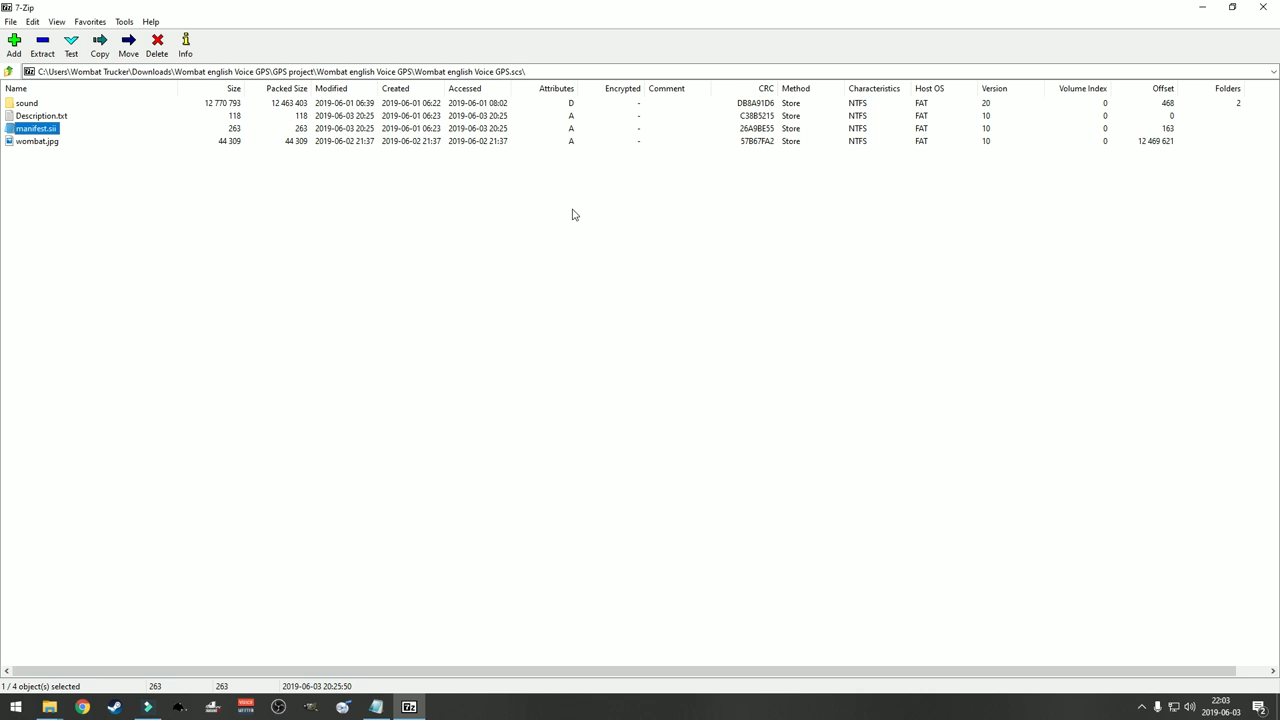 7-Zip
File Edit View Favorites Tools Help
Add Extract Test Copy Move Delete Info
C:\Users\Wombat Trucker\Downloads\Wombat english Voice GPS\GPS project\Wombat english Voice GPS\Wombat english Voice GPS.scs\
Name Size Packed Size Modified Created Accessed Attributes Encrypted Comment CRC Method Characteristics Host OS Version Volume Index Offset Folders
sound 12 770 793 12 463 403 2019-06-01 06:39 2019-06-01 06:22 2019-06-01 08:02 D - DB8A91D6 Store NTFS FAT 20 0 468 2
Description.txt 118 118 2019-06-03 20:25 2019-06-01 06:23 2019-06-03 20:25 A - C38B5215 Store NTFS FAT 10 0 0
manifest.sii 263 263 2019-06-03 20:25 2019-06-01 06:23 2019-06-03 20:25 A - 26A9BE55 Store NTFS FAT 10 0 163
wombat.jpg 44 309 44 309 2019-06-02 21:37 2019-06-02 21:37 2019-06-02 21:37 A - 57B67FA2 Store NTFS FAT 10 0 12 469 621
1 / 4 object(s) selected 263 263 2019-06-03 20:25:50
22:03
2019-06-03